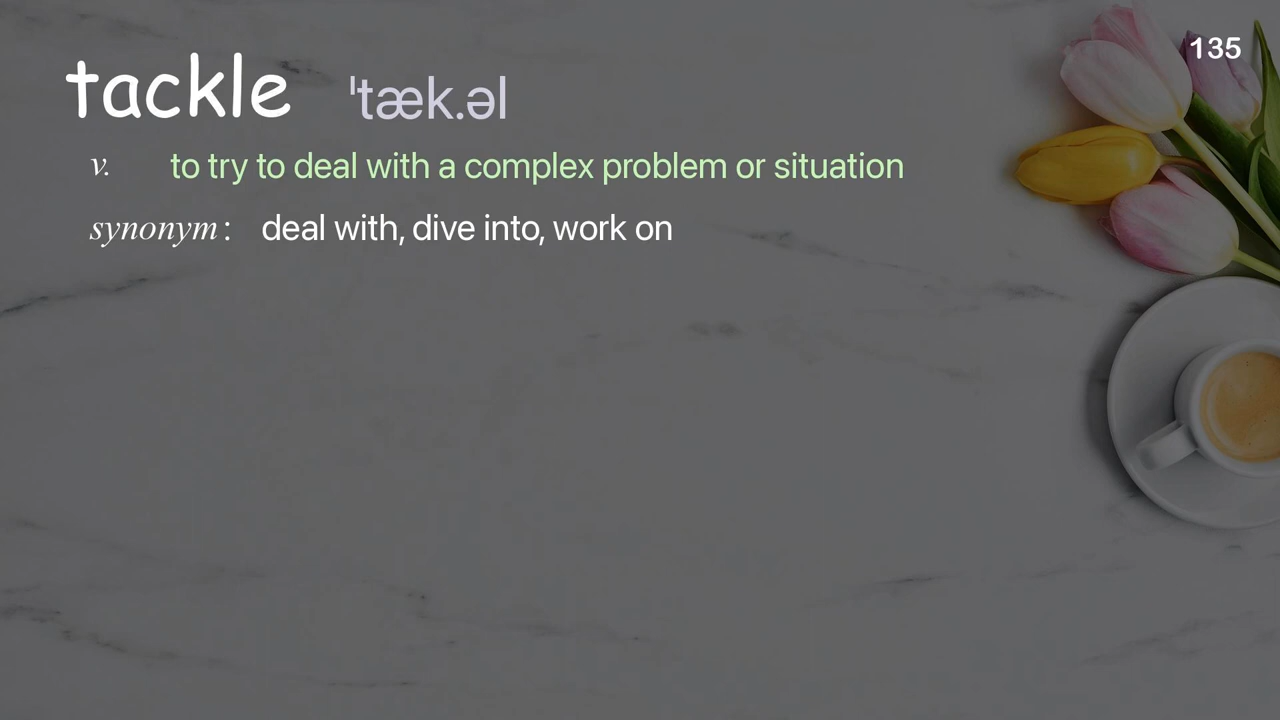 135
tackle ˈtæk.əl
v. to try to deal with a complex problem or situation
synonym: deal with, dive into, work on